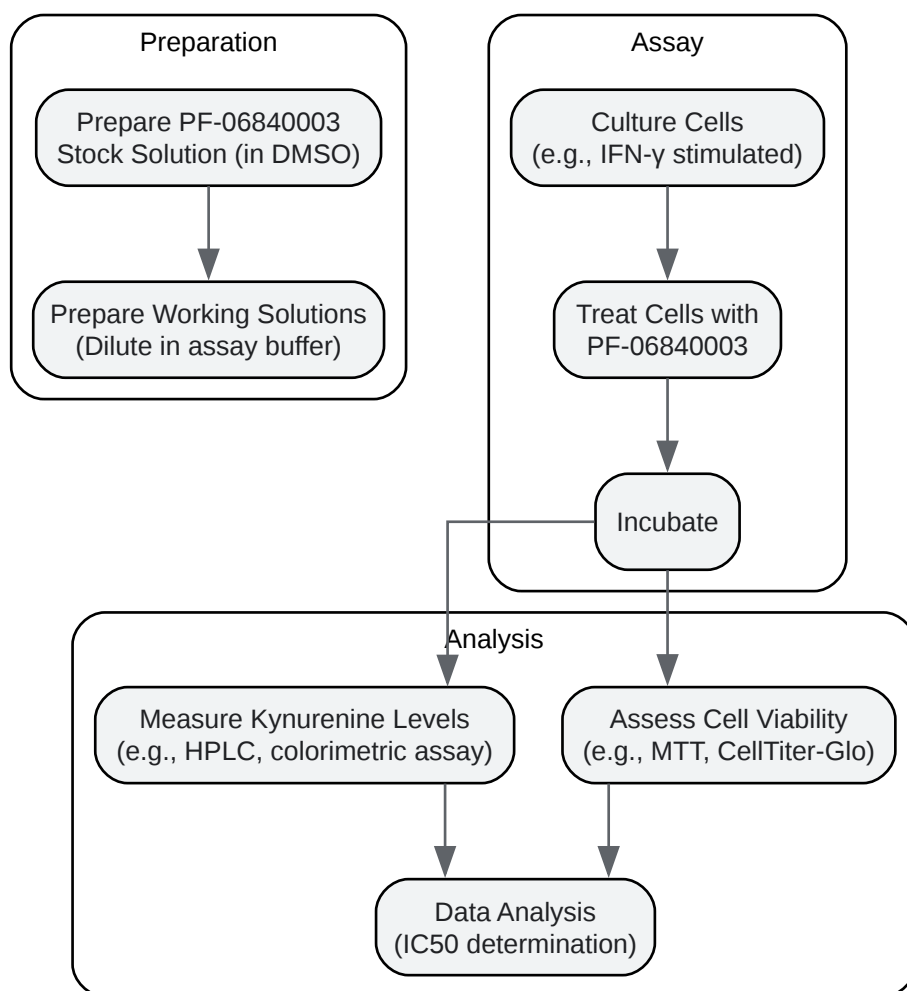 Preparation
Prepare PF-06840003
Stock Solution (in DMSO)
Prepare Working Solutions
(Dilute in assay buffer)
Assay
Culture Cells
(e.g., IFN-γ stimulated)
Treat Cells with
PF-06840003
Incubate
Analysis
Measure Kynurenine Levels
(e.g., HPLC, colorimetric assay)
Assess Cell Viability
(e.g., MTT, CellTiter-Glo)
Data Analysis
(IC50 determination)